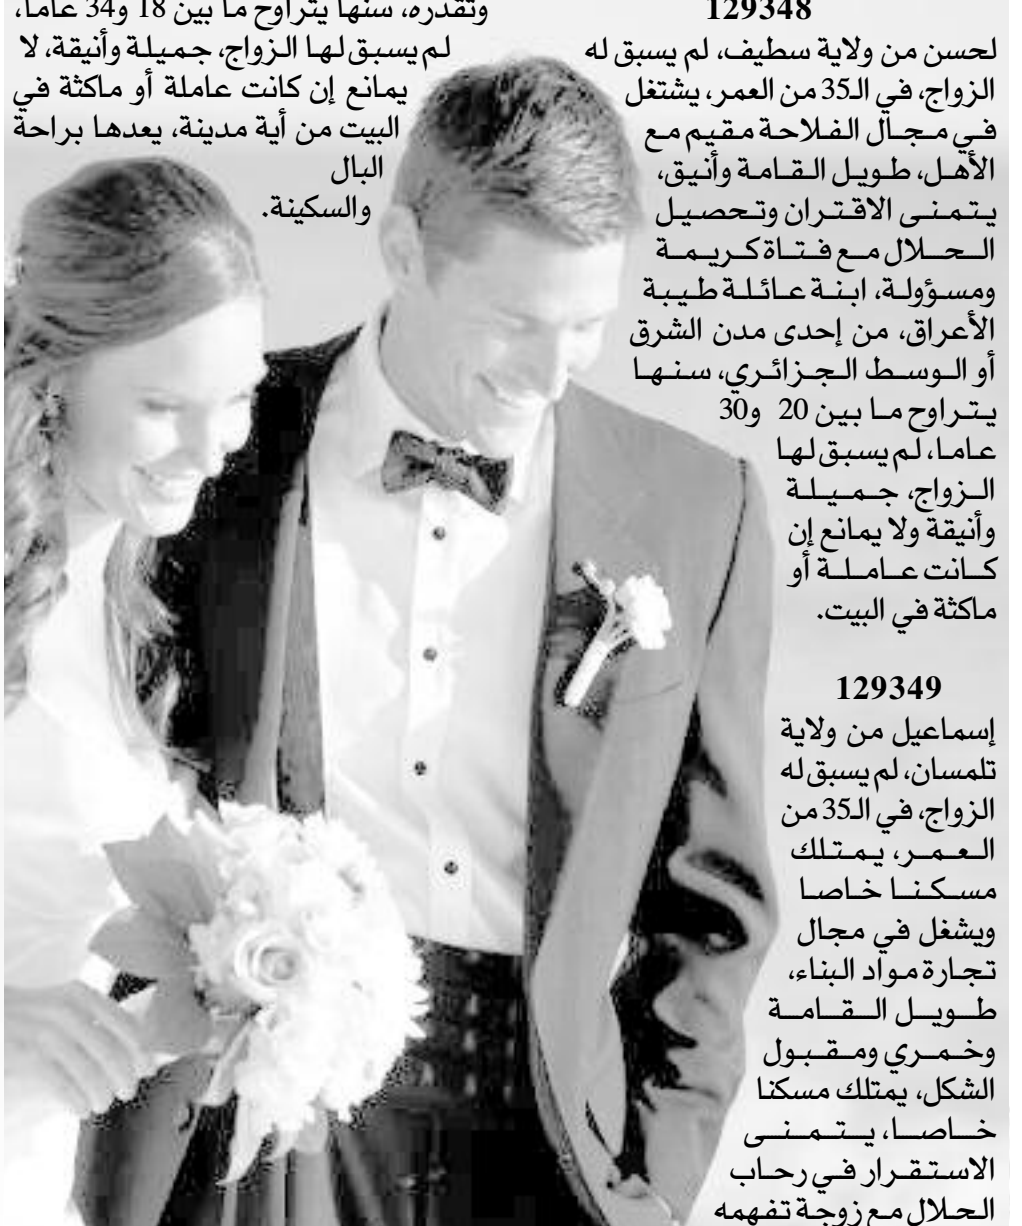 129348
لحسن من ولاية سطيف، لم يسبق له
الزواج، في الـ35 من العمر، يشتغل
في مجال الفلاحة مقيم مع
الأهل، طويل القامة وأنيق،
يتمنى الاقتران وتحصيل
الحلال مع فتاة كريمة
ومسؤولة، ابنة عائلة طيبة
الأعراق، من إحدى مدن الشرق
أو الوسط الجزائري، سنها
يتراوح ما بين 20 و30
عاما، لم يسبق لها
الزواج، جميلة
وأنيقة ولا يمانع إن
كانت عاملة أو
ماكثة في البيت.
129349
إسماعيل من ولاية
تلمسان، لم يسبق له
الزواج، في الـ35 من
العمر، يمتلك
مسكنا خاصا
ويشغل في مجال
تجارة مواد البناء،
طويل القامة
وخمري ومقبول
الشكل، يمتلك مسكنا
خاصا، يتمنى
الاستقرار في رحاب
الحلال مع زوجة تفهمه
وتقدره، سنها يتراوح ما بين 18 و34 عاما،
لم يسبق لها الزواج، جميلة وأنيقة، لا
يمانع إن كانت عاملة أو ماكثة في
البيت من أية مدينة، يعدها براحة
البال
والسكينة.